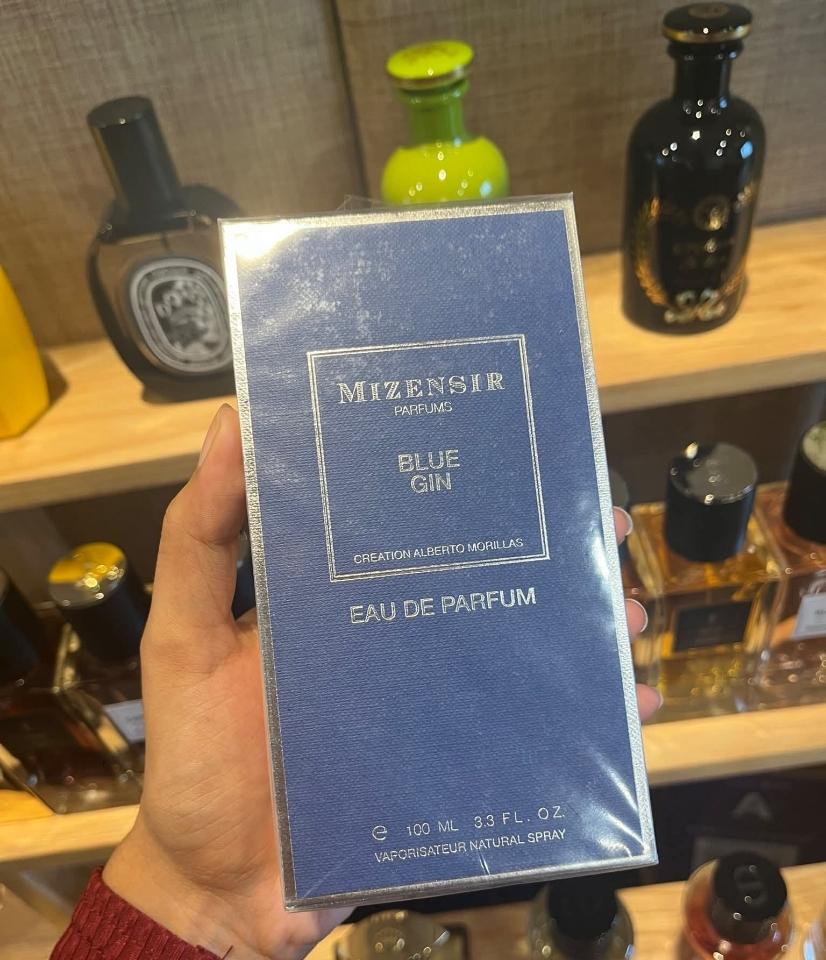 MIZENSIR
PARFUMS
BLUE
GIN
CREATION ALBERTO MORILLAS
EAU DE PARFUM
e 100 ML 3.3 FL. OZ.
VAPORISATEUR NATURAL SPRAY